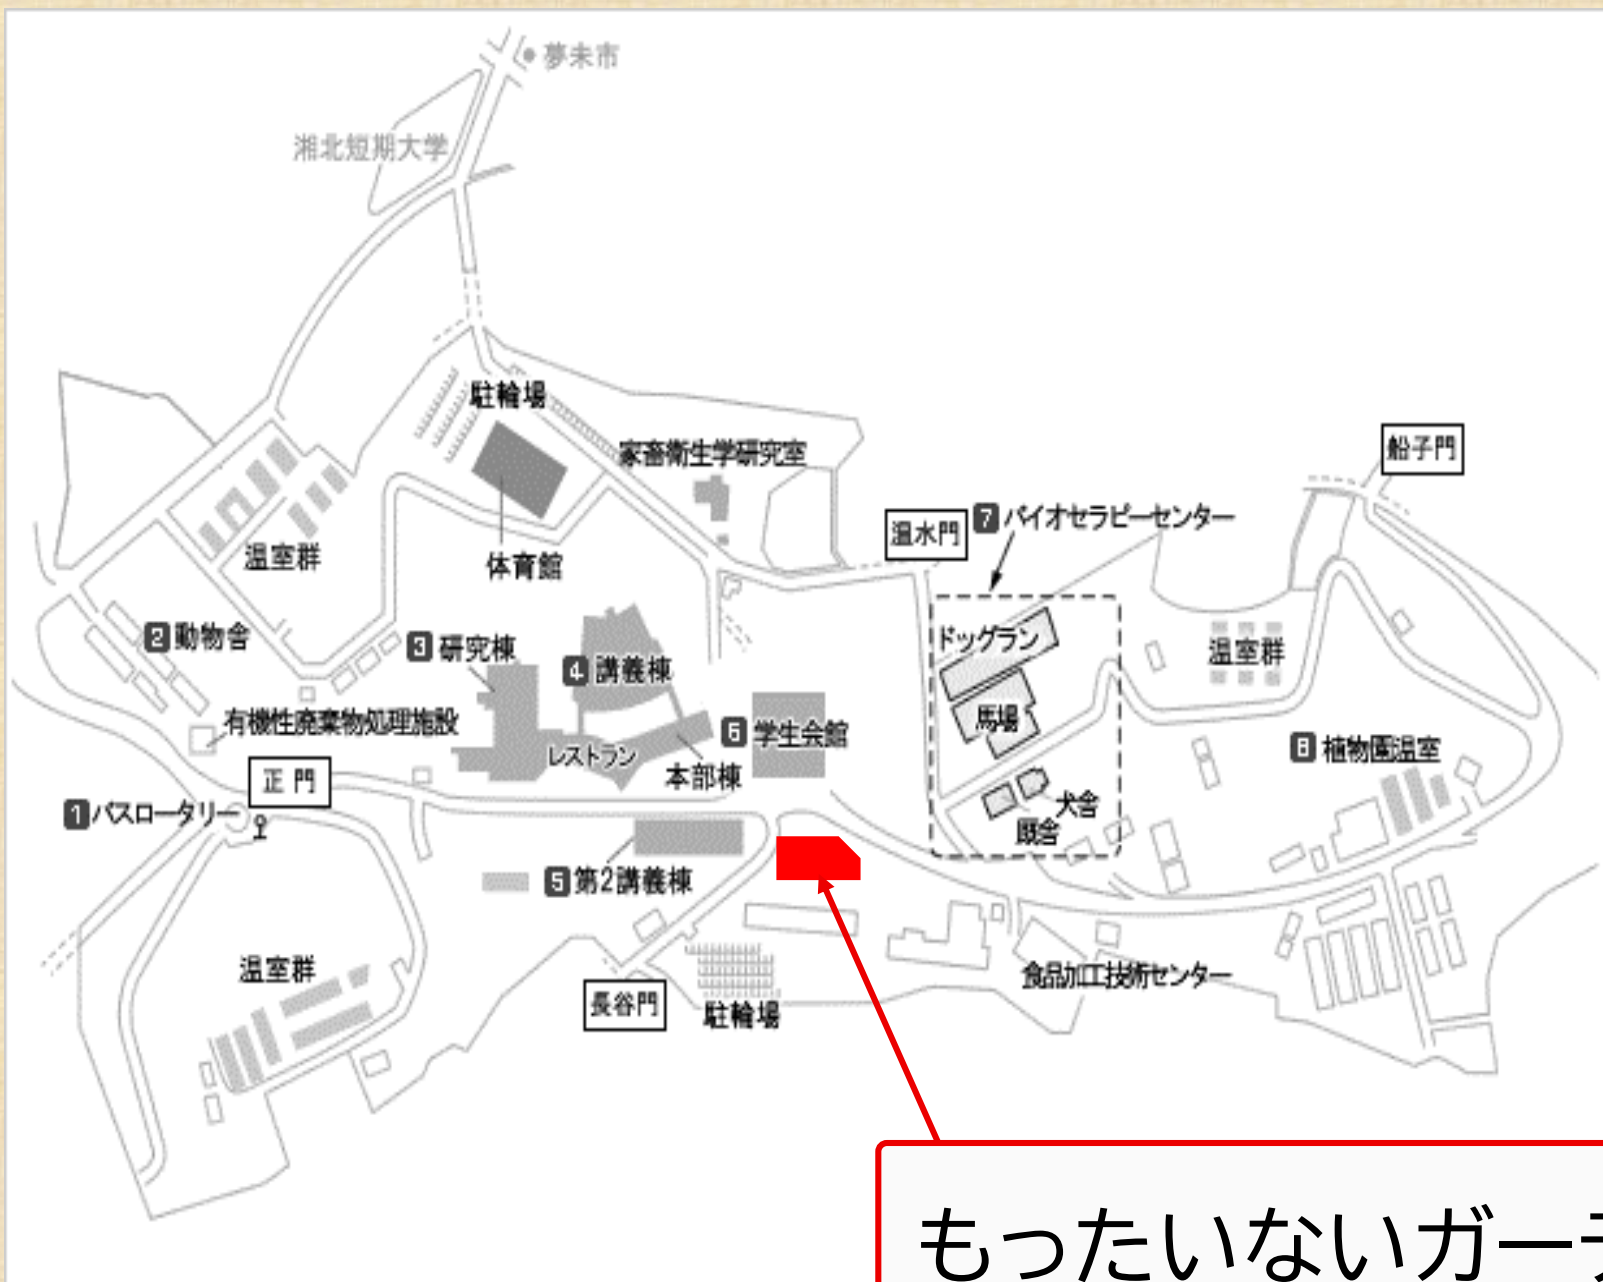 夢未市
湘北短期大学
駐輪場
家畜衛生学研究室
船子門
温水門
7 バイオセラピーセンター
温室群
体育館
2 動物舎
3 研究棟
4 講義棟
ドッグラン
温室群
有機性廃棄物処理施設
馬場
6 学生会館
レストラン
本部棟
8 植物園温室
正門
1 バスロータリー
犬舎
厩舎
5 第2講義棟
温室群
食品加工技術センター
長谷門
駐輪場
もったいないガー